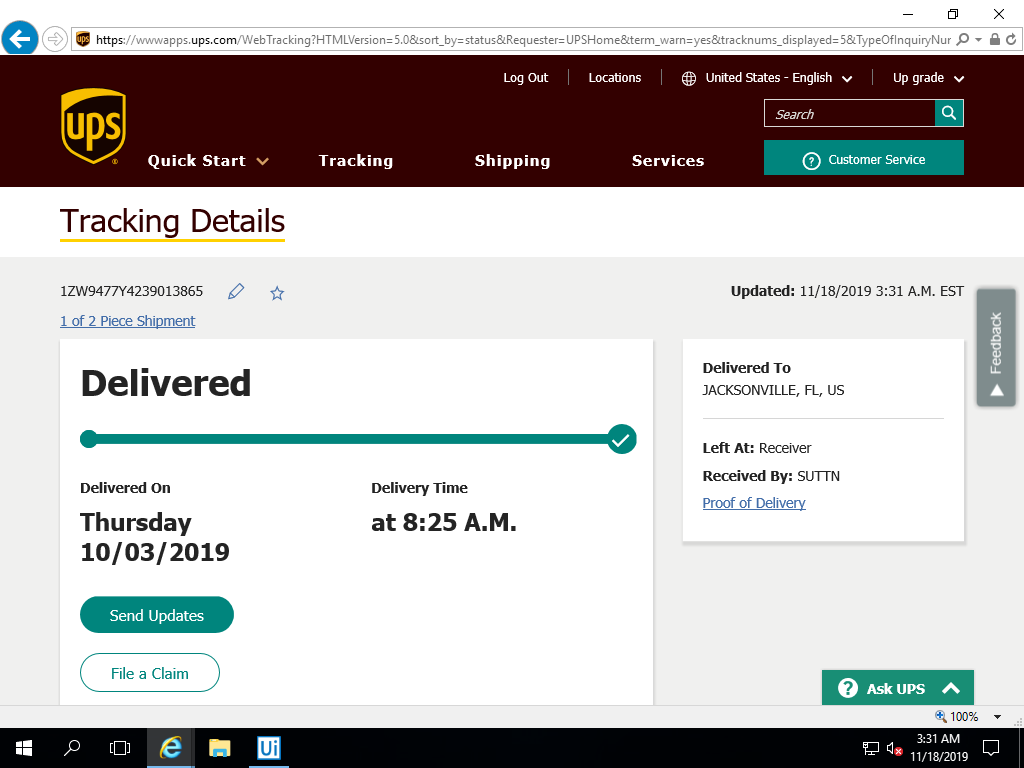 https://wwwapps.ups.com/WebTracking?HTMLVersion=5.0&sort_by=status&Requester=UPSHome&term_warn=yes&tracknums_displayed=5&TypeOfInquiryNur
Log Out
Locations
United States - English
Up grade
ups
Search
Quick Start
Tracking
Shipping
Services
Customer Service
Tracking Details
1ZW9477Y4239013865
Updated: 11/18/2019 3:31 A.M. EST
1 of 2 Piece Shipment
Feedback
Delivered
Delivered To
JACKSONVILLE, FL, US
Left At: Receiver
Received By: SUTTN
Proof of Delivery
Delivered On
Delivery Time
Thursday
10/03/2019
at 8:25 A.M.
Send Updates
File a Claim
Ask UPS
100%
Ui
3:31 AM
11/18/2019